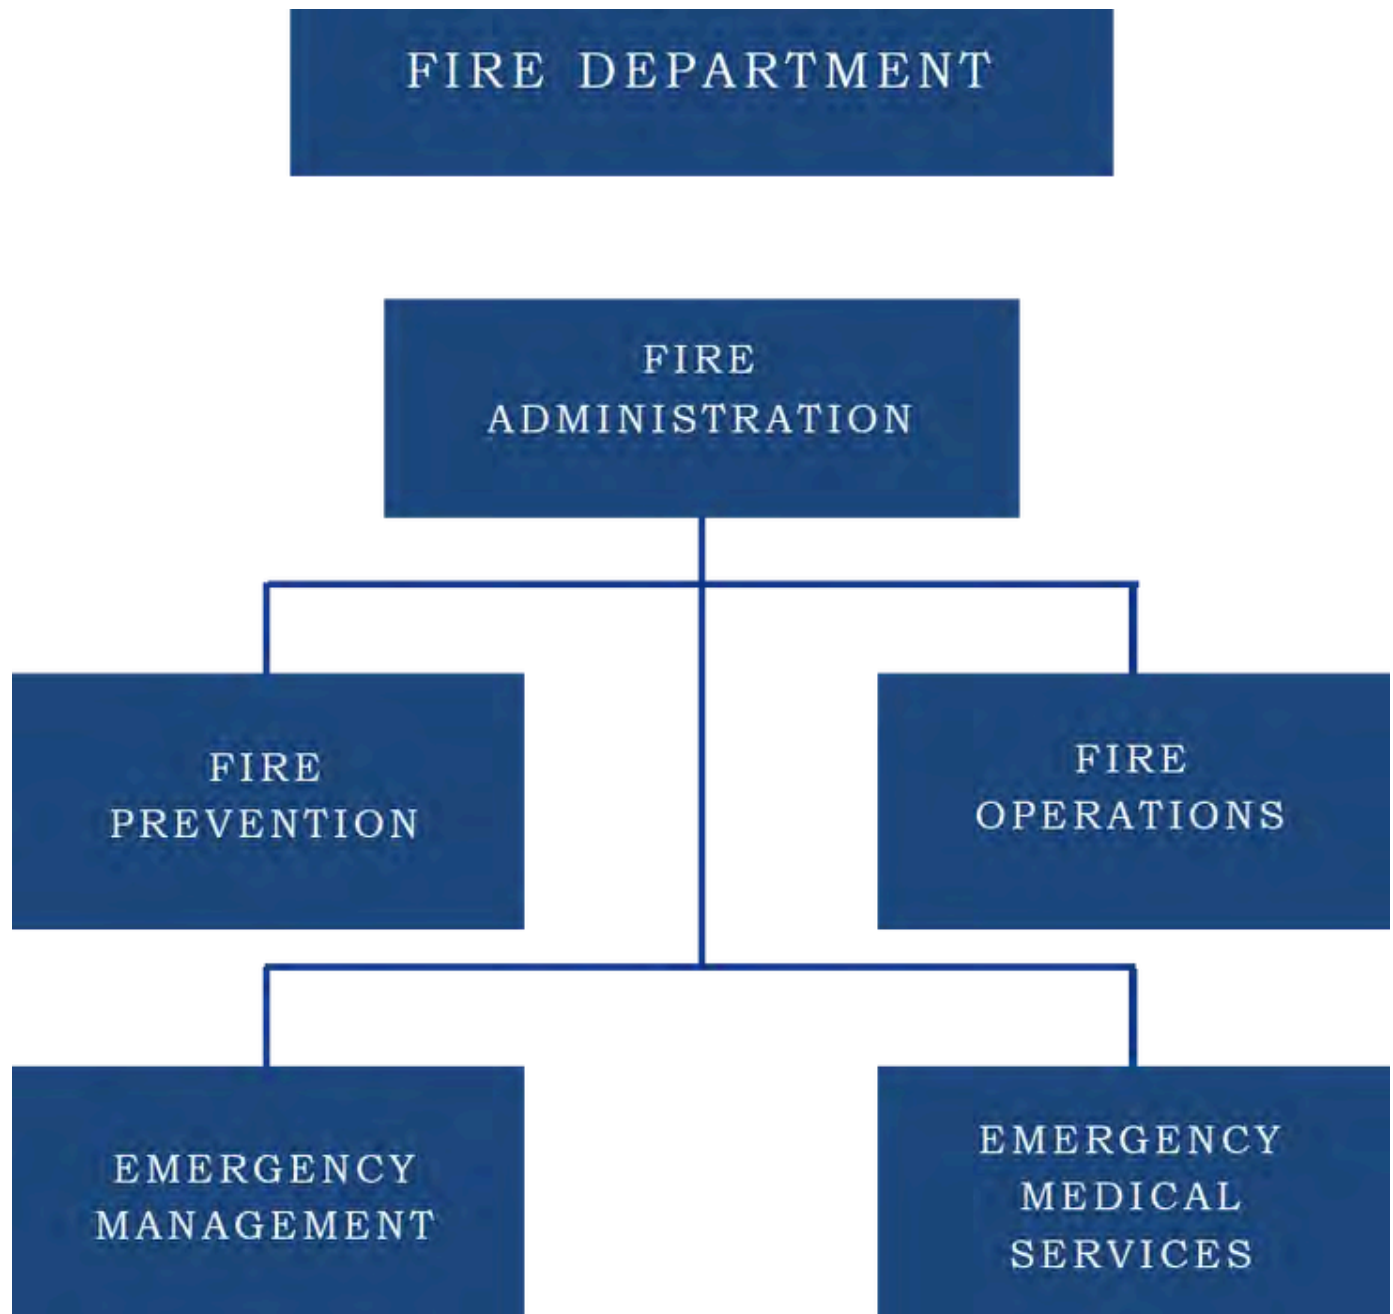 FIRE DEPARTMENT
FIRE
ADMINISTRATION
FIRE
PREVENTION
FIRE
OPERATIONS
EMERGENCY
MANAGEMENT
EMERGENCY
MEDICAL
SERVICES